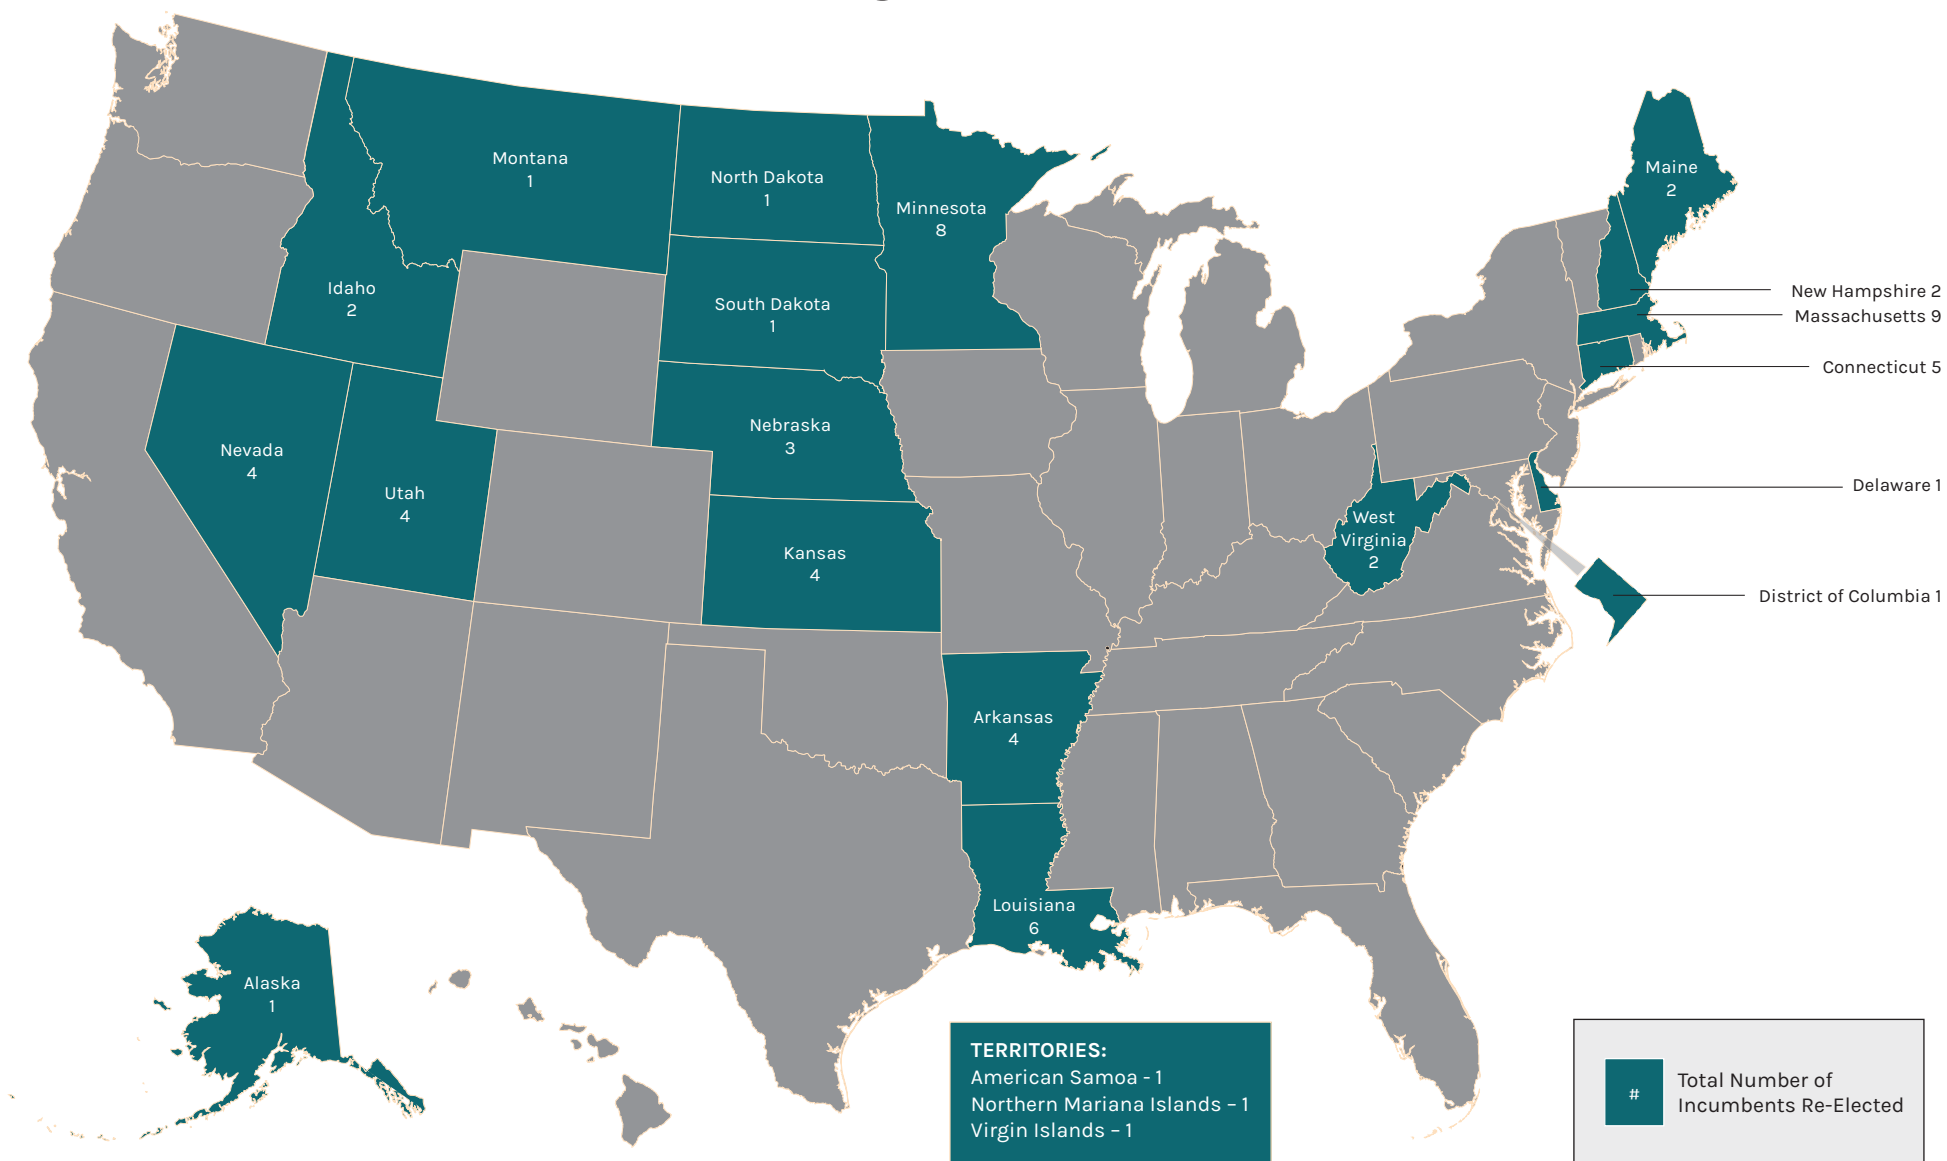 Montana
1
North Dakota
1
Minnesota
8
Maine
2
Idaho
2
South Dakota
1
New Hampshire 2
Massachusetts 9
Connecticut 5
Nebraska
3
Nevada
4
Utah
4
Kansas
4
West
Virginia
2
Delaware 1
District of Columbia 1
Arkansas
4
Louisiana
6
Alaska
1
TERRITORIES:
American Samoa - 1
Northern Mariana Islands – 1
Virgin Islands – 1
#
Total Number of
Incumbents Re-Elected